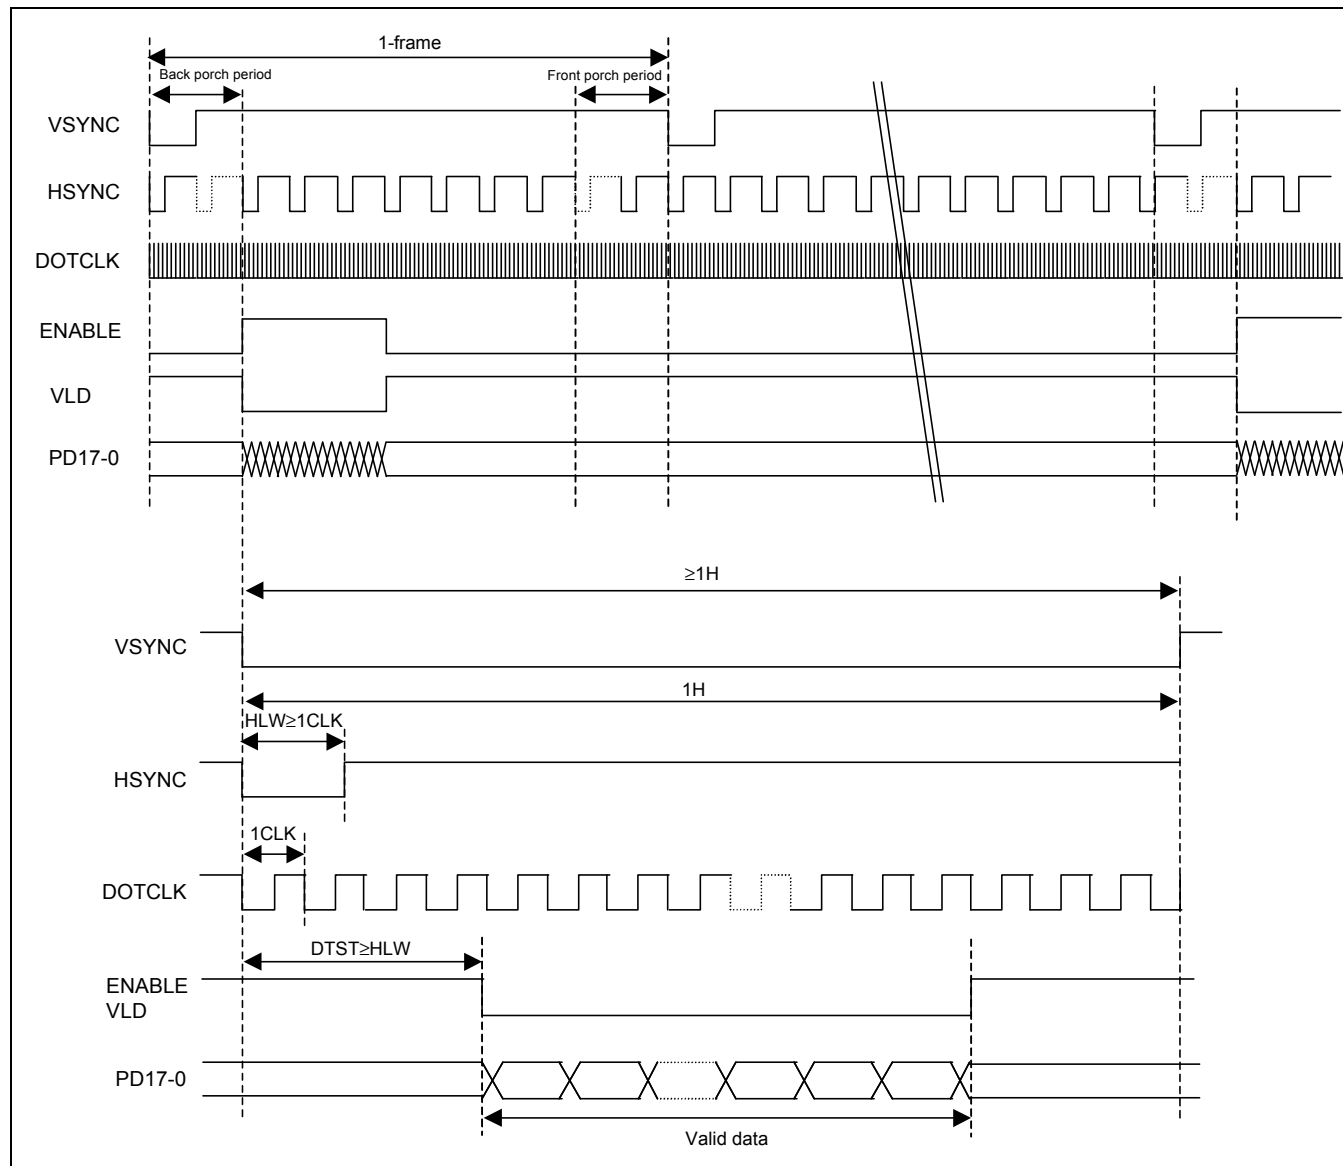 1-frame
Back porch period
Front porch period
VSYNC
HSYNC
DOTCLK
ENABLE
VLD
PD17-0
≥1H
VSYNC
1H
HLW≥1CLK
HSYNC
1CLK
DOTCLK
DTST≥HLW
ENABLE
VLD
PD17-0
Valid data